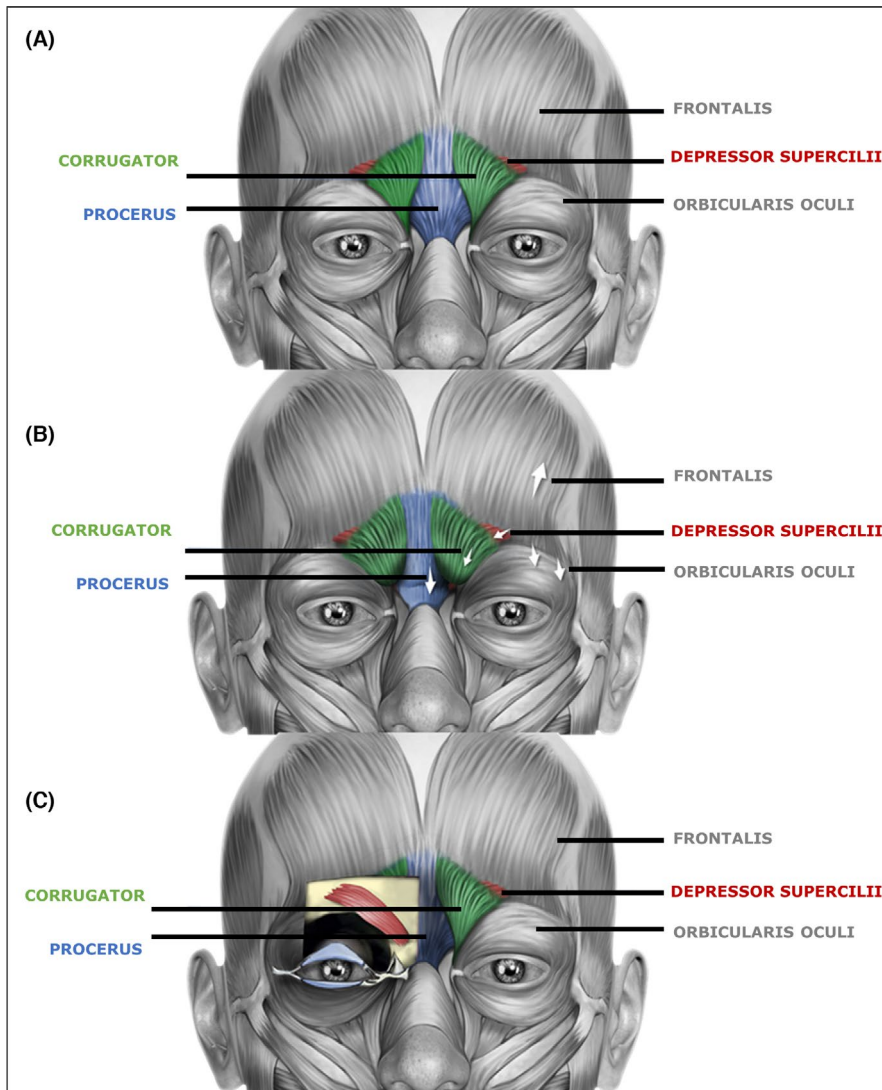 (A)
FRONTALIS
CORRUGATOR
DEPRESSOR SUPERCILII
PROCERUS
ORBICULARIS OCULI
(B)
FRONTALIS
CORRUGATOR
DEPRESSOR SUPERCILII
PROCERUS
ORBICULARIS OCULI
(C)
FRONTALIS
CORRUGATOR
DEPRESSOR SUPERCILII
PROCERUS
ORBICULARIS OCULI